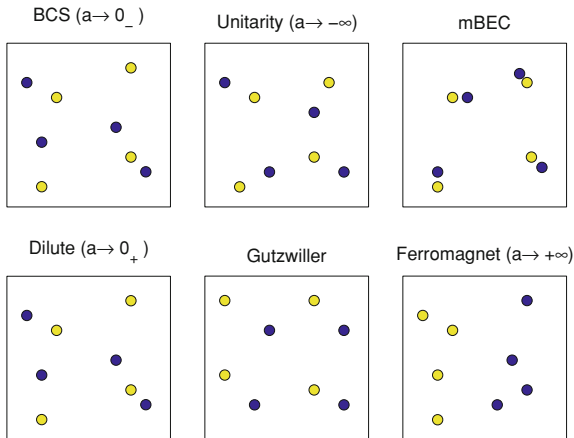 BCS (a→ 0_ )
Unitarity (a→ −∞)
mBEC
Dilute (a→ 0+ )
Gutzwiller
Ferromagnet (a→ +∞)